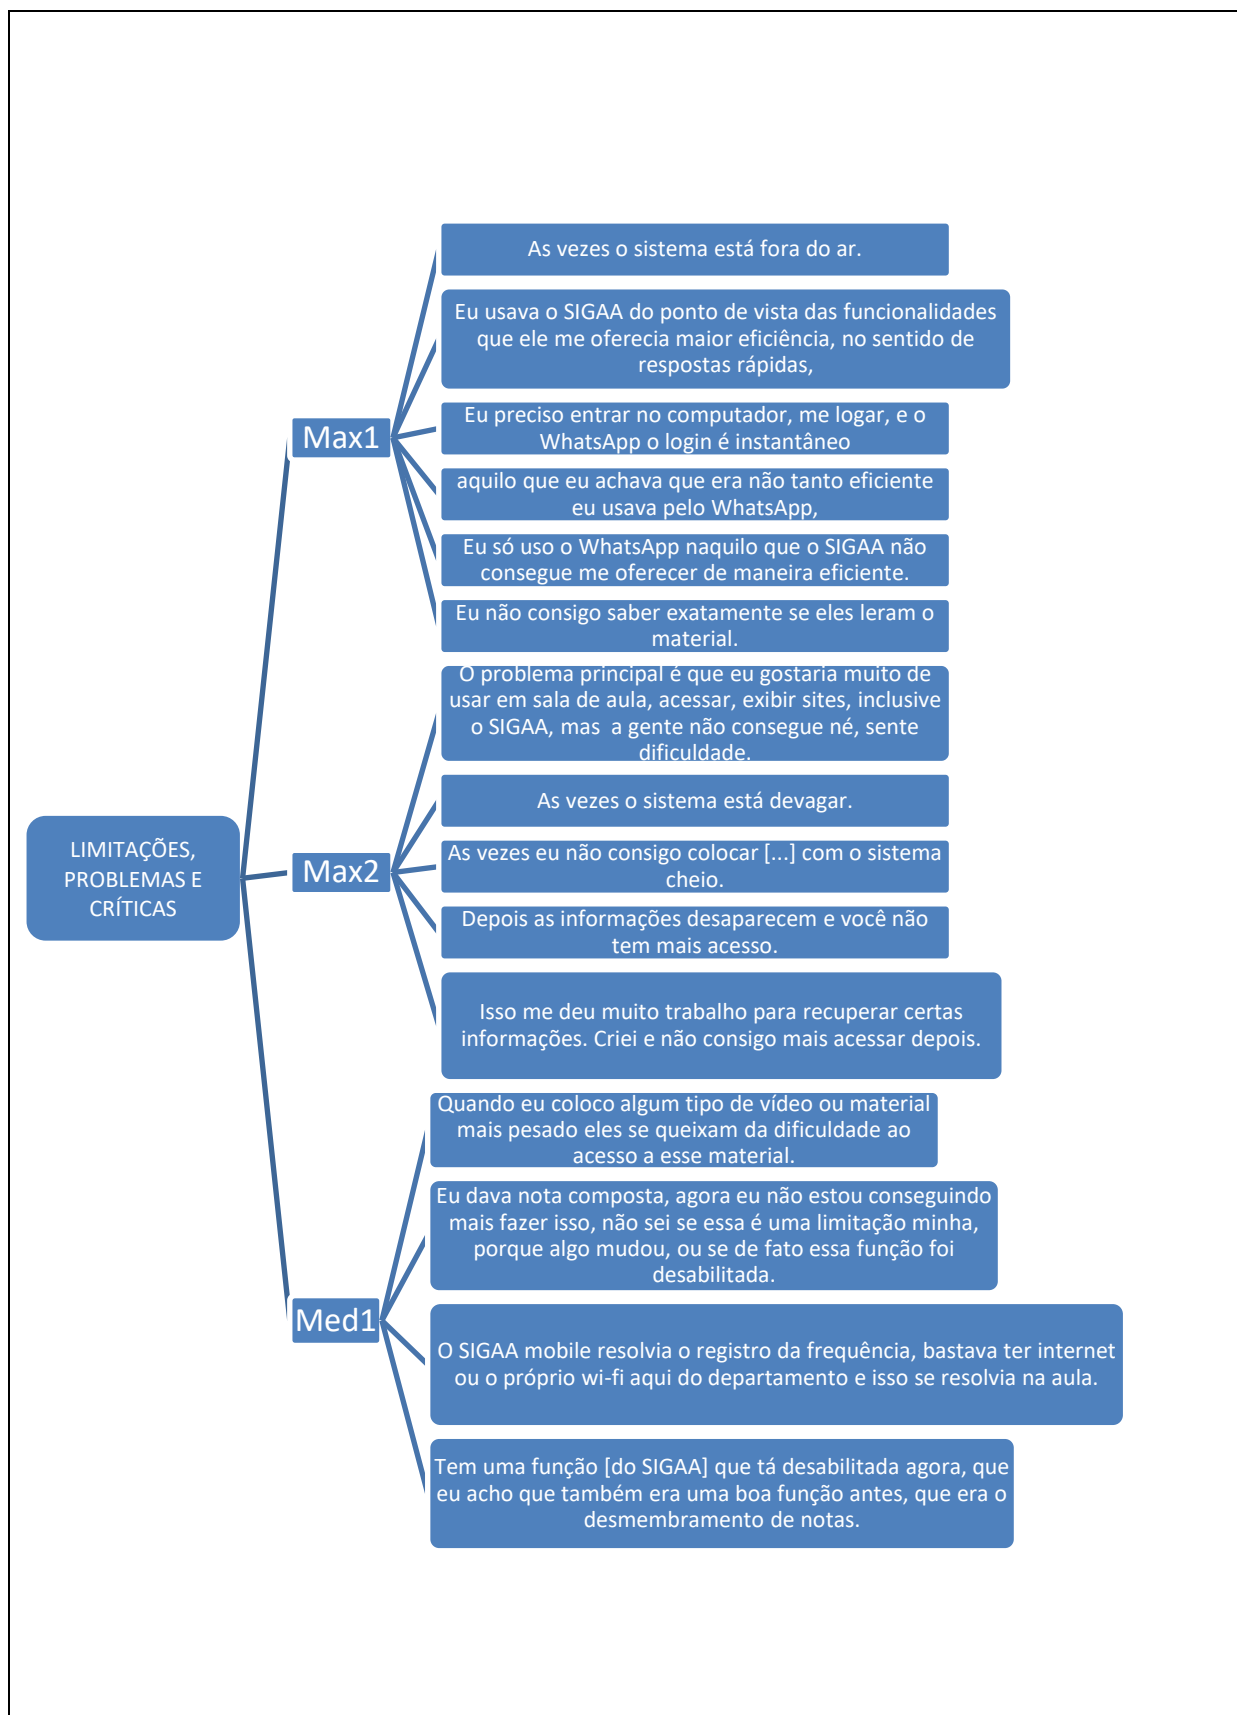 LIMITAÇÕES,
PROBLEMAS E
CRÍTICAS
Max1
As vezes o sistema está fora do ar.
Eu usava o SIGAA do ponto de vista das funcionalidades
que ele me oferecia maior eficiência, no sentido de
respostas rápidas,
Eu preciso entrar no computador, me logar, e o
WhatsApp o login é instantâneo
aquilo que eu achava que era não tanto eficiente
eu usava pelo WhatsApp,
Eu só uso o WhatsApp naquilo que o SIGAA não
consegue me oferecer de maneira eficiente.
Eu não consigo saber exatamente se eles leram o
material.
Max2
O problema principal é que eu gostaria muito de
usar em sala de aula, acessar, exibir sites, inclusive
o SIGAA, mas  a gente não consegue né, sente
dificuldade.
As vezes o sistema está devagar.
As vezes eu não consigo colocar [...] com o sistema
cheio.
Depois as informações desaparecem e você não
tem mais acesso.
Isso me deu muito trabalho para recuperar certas
informações. Criei e não consigo mais acessar depois.
Med1
Quando eu coloco algum tipo de vídeo ou material
mais pesado eles se queixam da dificuldade ao
acesso a esse material.
Eu dava nota composta, agora eu não estou conseguindo
mais fazer isso, não sei se essa é uma limitação minha,
porque algo mudou, ou se de fato essa função foi
desabilitada.
O SIGAA mobile resolvia o registro da frequência, bastava ter internet
ou o próprio wi-fi aqui do departamento e isso se resolvia na aula.
Tem uma função [do SIGAA] que tá desabilitada agora, que
eu acho que também era uma boa função antes, que era o
desmembramento de notas.